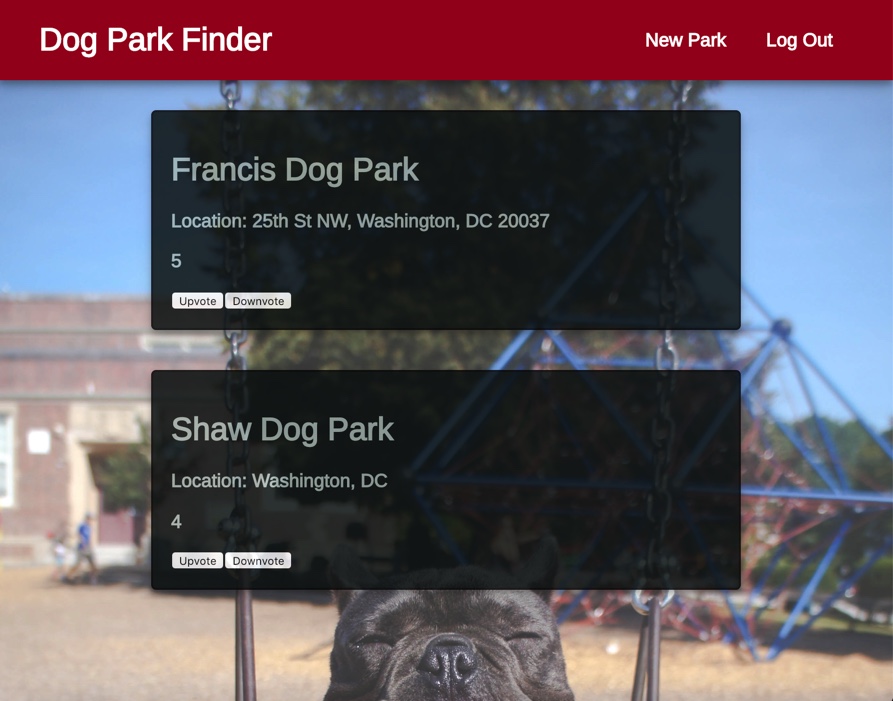 Dog Park Finder
New Park
Log Out
Francis Dog Park
Location: 25th St NW, Washington, DC 20037
5
Upvote Downvote
Shaw Dog Park
Location: Washington, DC
4
Upvote Downvote